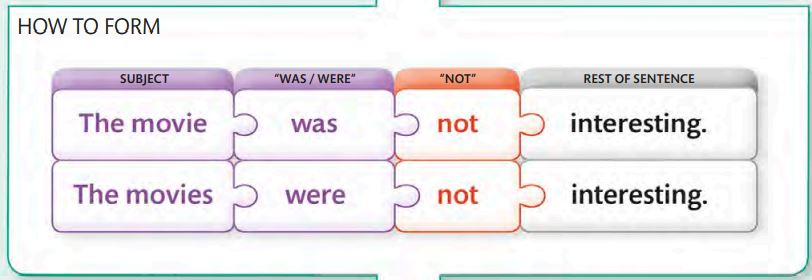 HOW TO FORM
SUBJECT "WAS / WERE" "NOT" REST OF SENTENCE
The movie was not interesting.
The movies were not interesting.